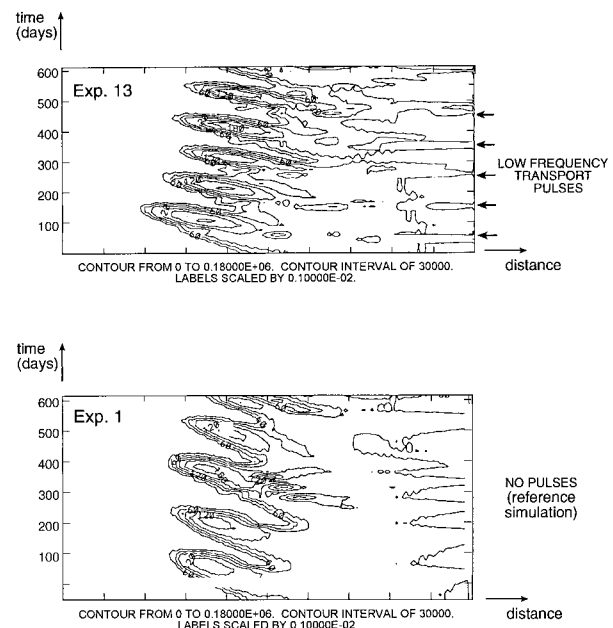 time
(days)
600
500
400
300
200
100
Exp. 13
LOW FREQUENCY
TRANSPORT
PULSES
distance
CONTOUR FROM 0 TO 0.18000E+06. CONTOUR INTERVAL OF 30000.
LABELS SCALED BY 0.10000E-02.
time
(days)
600
500
400
300
200
100
Exp. 1
NO PULSES
(reference
simulation)
distance
CONTOUR FROM 0 TO 0.18000E+06. CONTOUR INTERVAL OF 30000.
LABELS SCALED BY 0.10000E-02